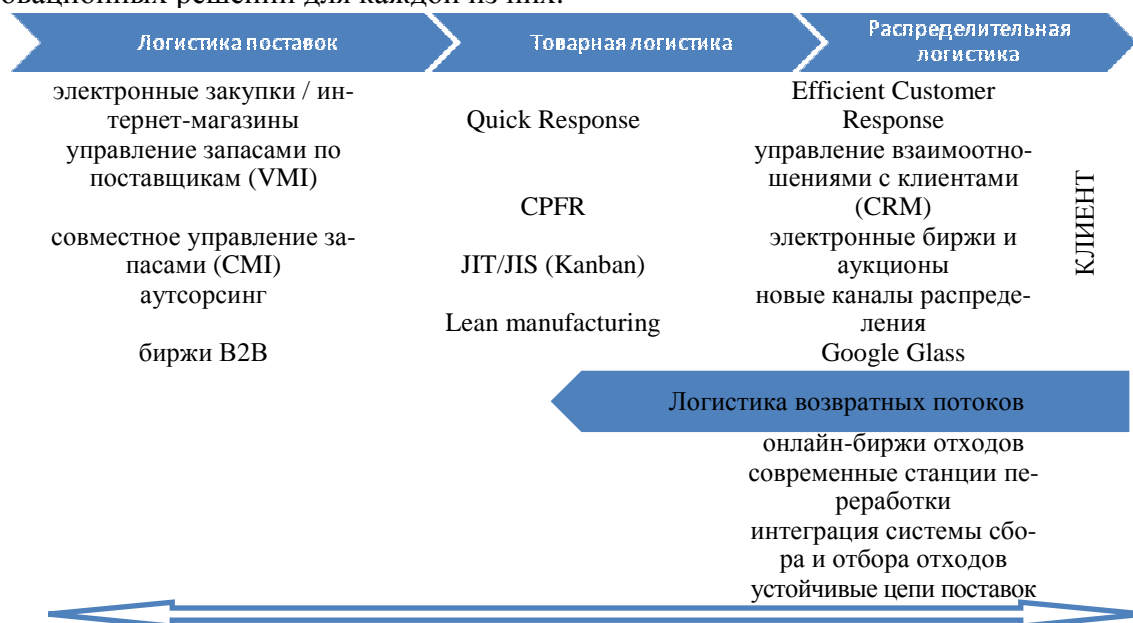 овационных решений для каждой из них.
Логистика поставок
Товарная логистика
Распределительная
логистика
электронные закупки / ин-
тернет-магазины
управление запасами по
поставщикам (VMI)
совместное управление за-
пасами (CMI)
аутсорсинг
биржи B2B
Quick Response
CPFR
JIT/JIS (Kanban)
Lean manufacturing
Efficient Customer
Response
управление взаимоотно-
шениями с клиентами
(CRM)
электронные биржи и
аукционы
новые каналы распреде-
ления
Google Glass
КЛИЕНТ
Логистика возвратных потоков
онлайн-биржи отходов
современные станции пе-
реработки
интеграция системы сбо-
ра и отбора отходов
устойчивые цепи поставок